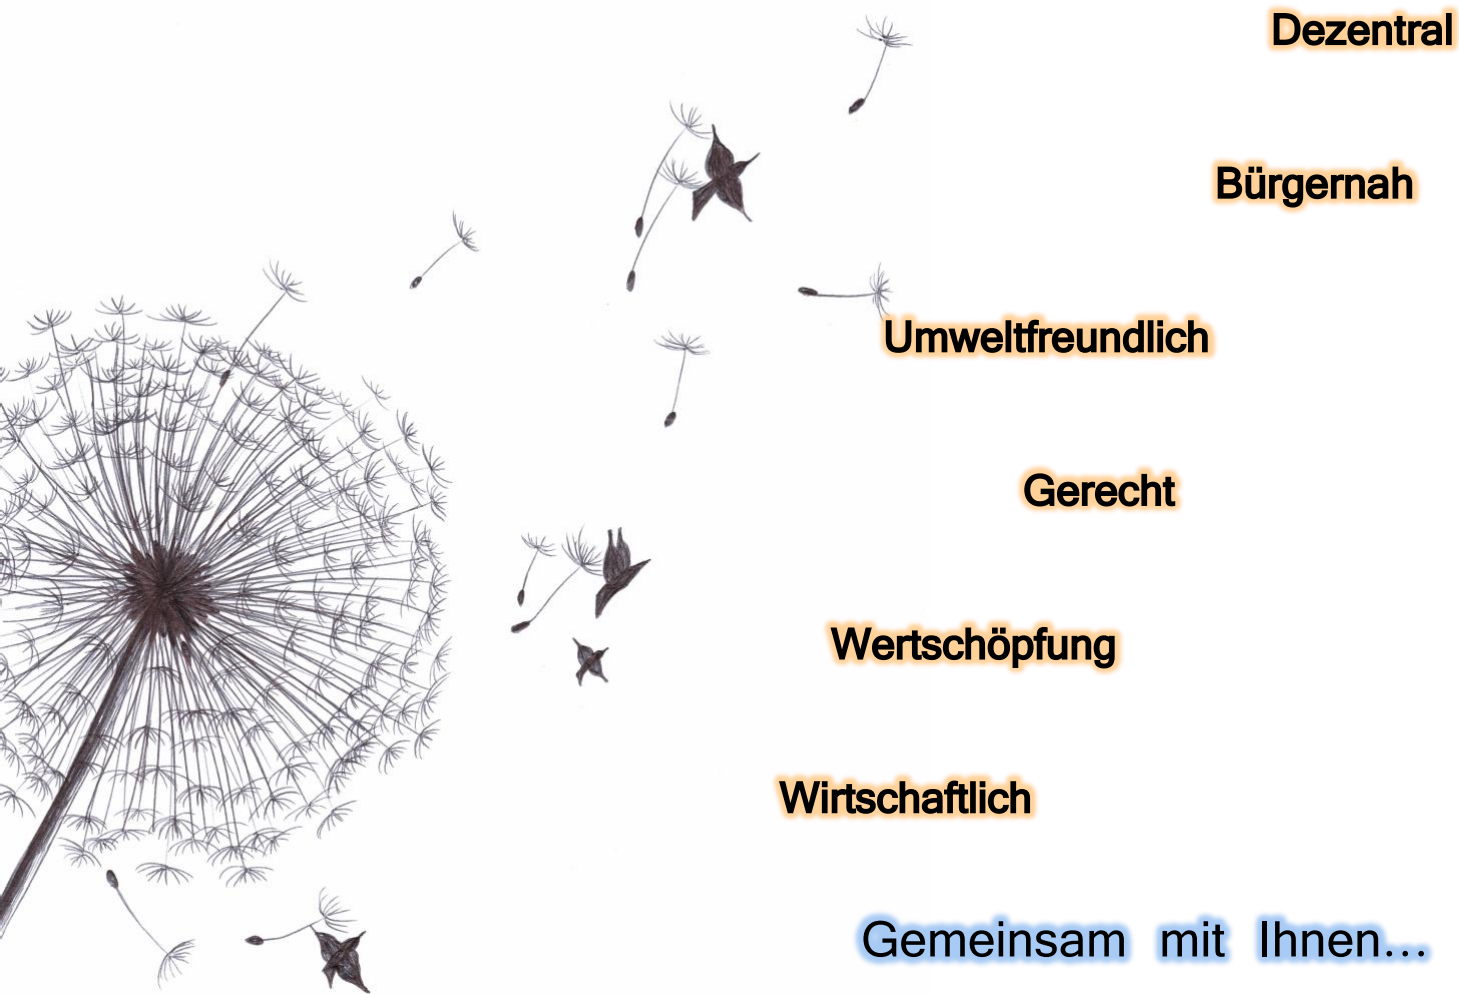 Dezentral
Bürgernah
Umweltfreundlich
Gerecht
Wertschöpfung
Wirtschaftlich
Gemeinsam mit Ihnen...